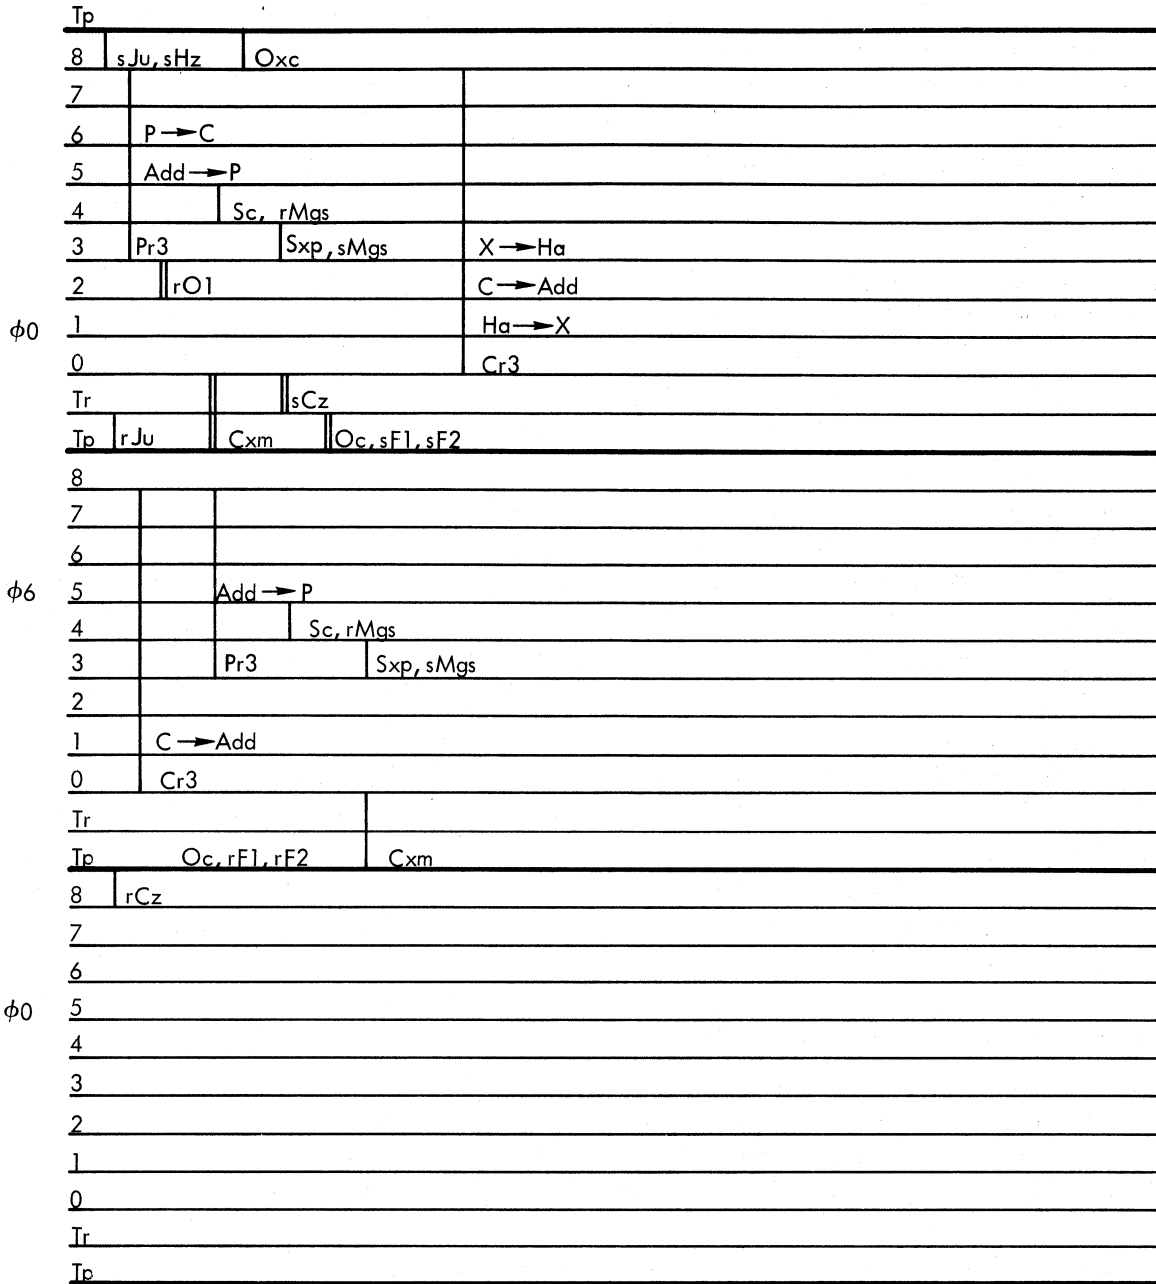 Tp
8 sJu, sHz Oxc
7
6 P → C
5 Add → P
4 Sc, rMgs
3 Pr3 Sxp, sMgs X → Ha
2 rO1 C → Add
φ0 1 Ha → X
0 Cr3
Tr sCz
Tp rJu Cxm Oc, sF1, sF2
8
7
6
φ6 5 Add → P
4 Sc, rMgs
3 Pr3 Sxp, sMgs
2
1 C → Add
0 Cr3
Tr
Tp Oc, rF1, rF2 Cxm
8 rCz
7
6
φ0 5
4
3
2
1
0
Tr
Tp